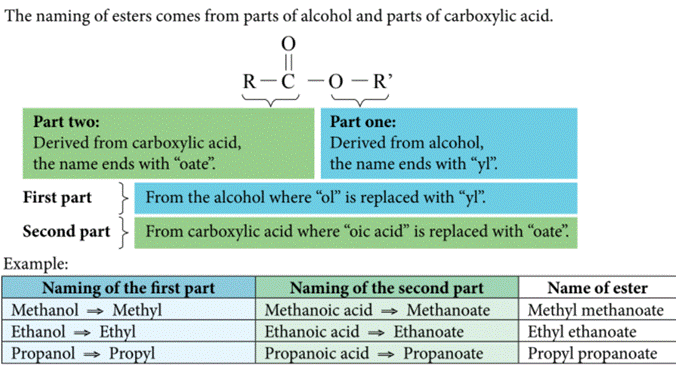 The naming of esters comes from parts of alcohol and parts of carboxylic acid.
O
R – C – O – R’
Part two:
Derived from carboxylic acid,
the name ends with “oate”.
Part one:
Derived from alcohol,
the name ends with “yl”.
First part
From the alcohol where “ol” is replaced with “yl”.
Second part
From carboxylic acid where “oic acid” is replaced with “oate”.
Example:
Naming of the first part Naming of the second part Name of ester
Methanol ⇒ Methyl Methanoic acid ⇒ Methanoate Methyl methanoate
Ethanol ⇒ Ethyl Ethanoic acid ⇒ Ethanoate Ethyl ethanoate
Propanol ⇒ Propyl Propanoic acid ⇒ Propanoate Propyl propanoate